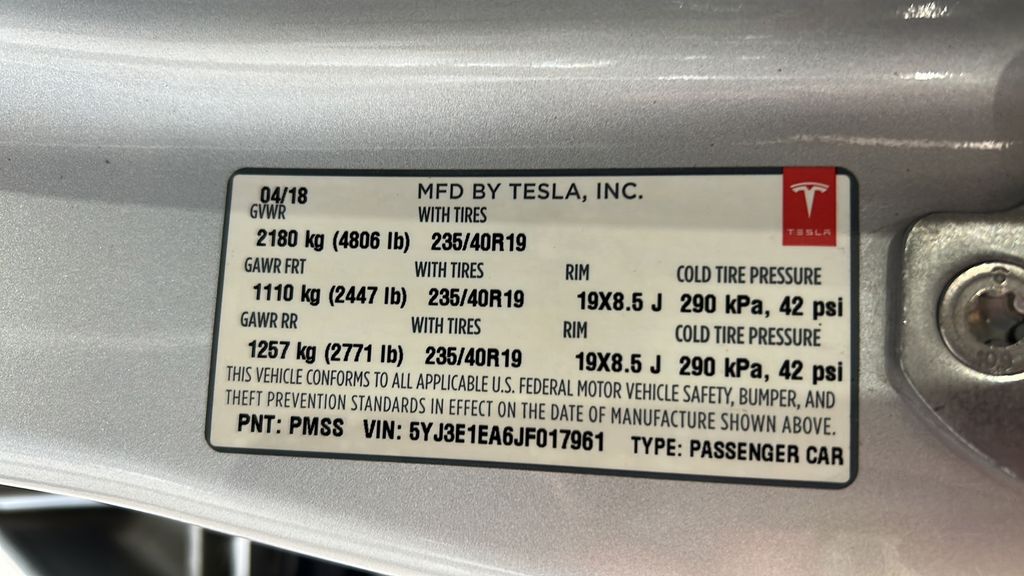 04/18 MFD BY TESLA, INC.
GVWR WITH TIRES
TESLA
2180 kg (4806 lb) 235/40R19
GAWR FRT WITH TIRES RIM COLD TIRE PRESSURE
1110 kg (2447 lb) 235/40R19 19X8.5 J 290 kPa, 42 psi
GAWR RR WITH TIRES RIM COLD TIRE PRESSURE
1257 kg (2771 lb) 235/40R19 19X8.5 J 290 kPa, 42 psi
THIS VEHICLE CONFORMS TO ALL APPLICABLE U.S. FEDERAL MOTOR VEHICLE SAFETY, BUMPER, AND
THEFT PREVENTION STANDARDS IN EFFECT ON THE DATE OF MANUFACTURE SHOWN ABOVE.
PNT: PMSS VIN: 5YJ3E1EA6JF017961 TYPE: PASSENGER CAR